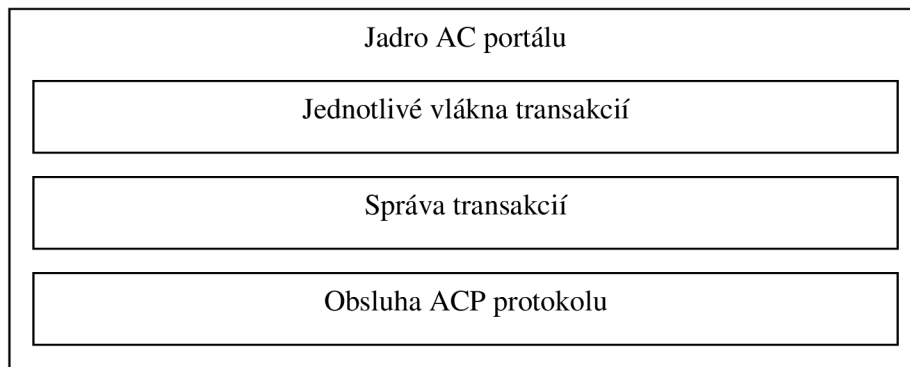 Jadro AC portálu
Jednotlivé vlákna transakcií
Správa transakcií
Obsluha ACP protokolu